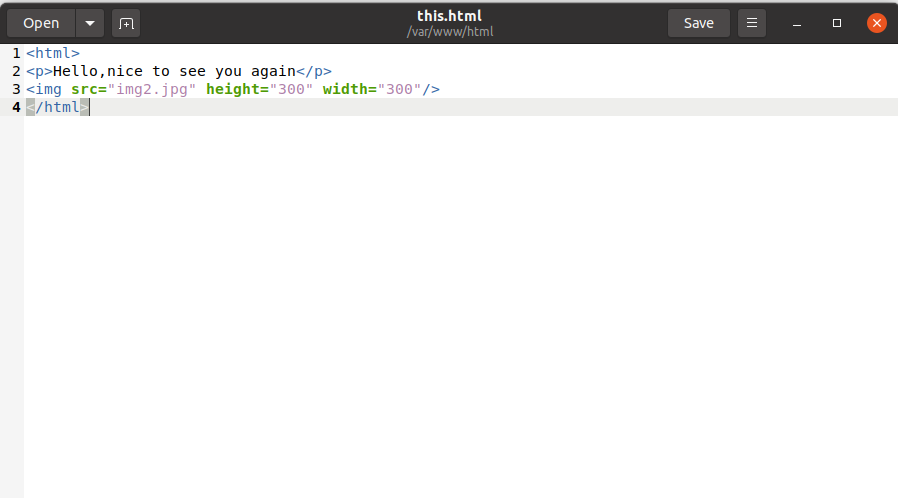 Open
this.html
/var/www/html
Save
1 <html>
2 <p>Hello,nice to see you again</p>
3 <img src="img2.jpg" height="300" width="300"/>
4 </html>